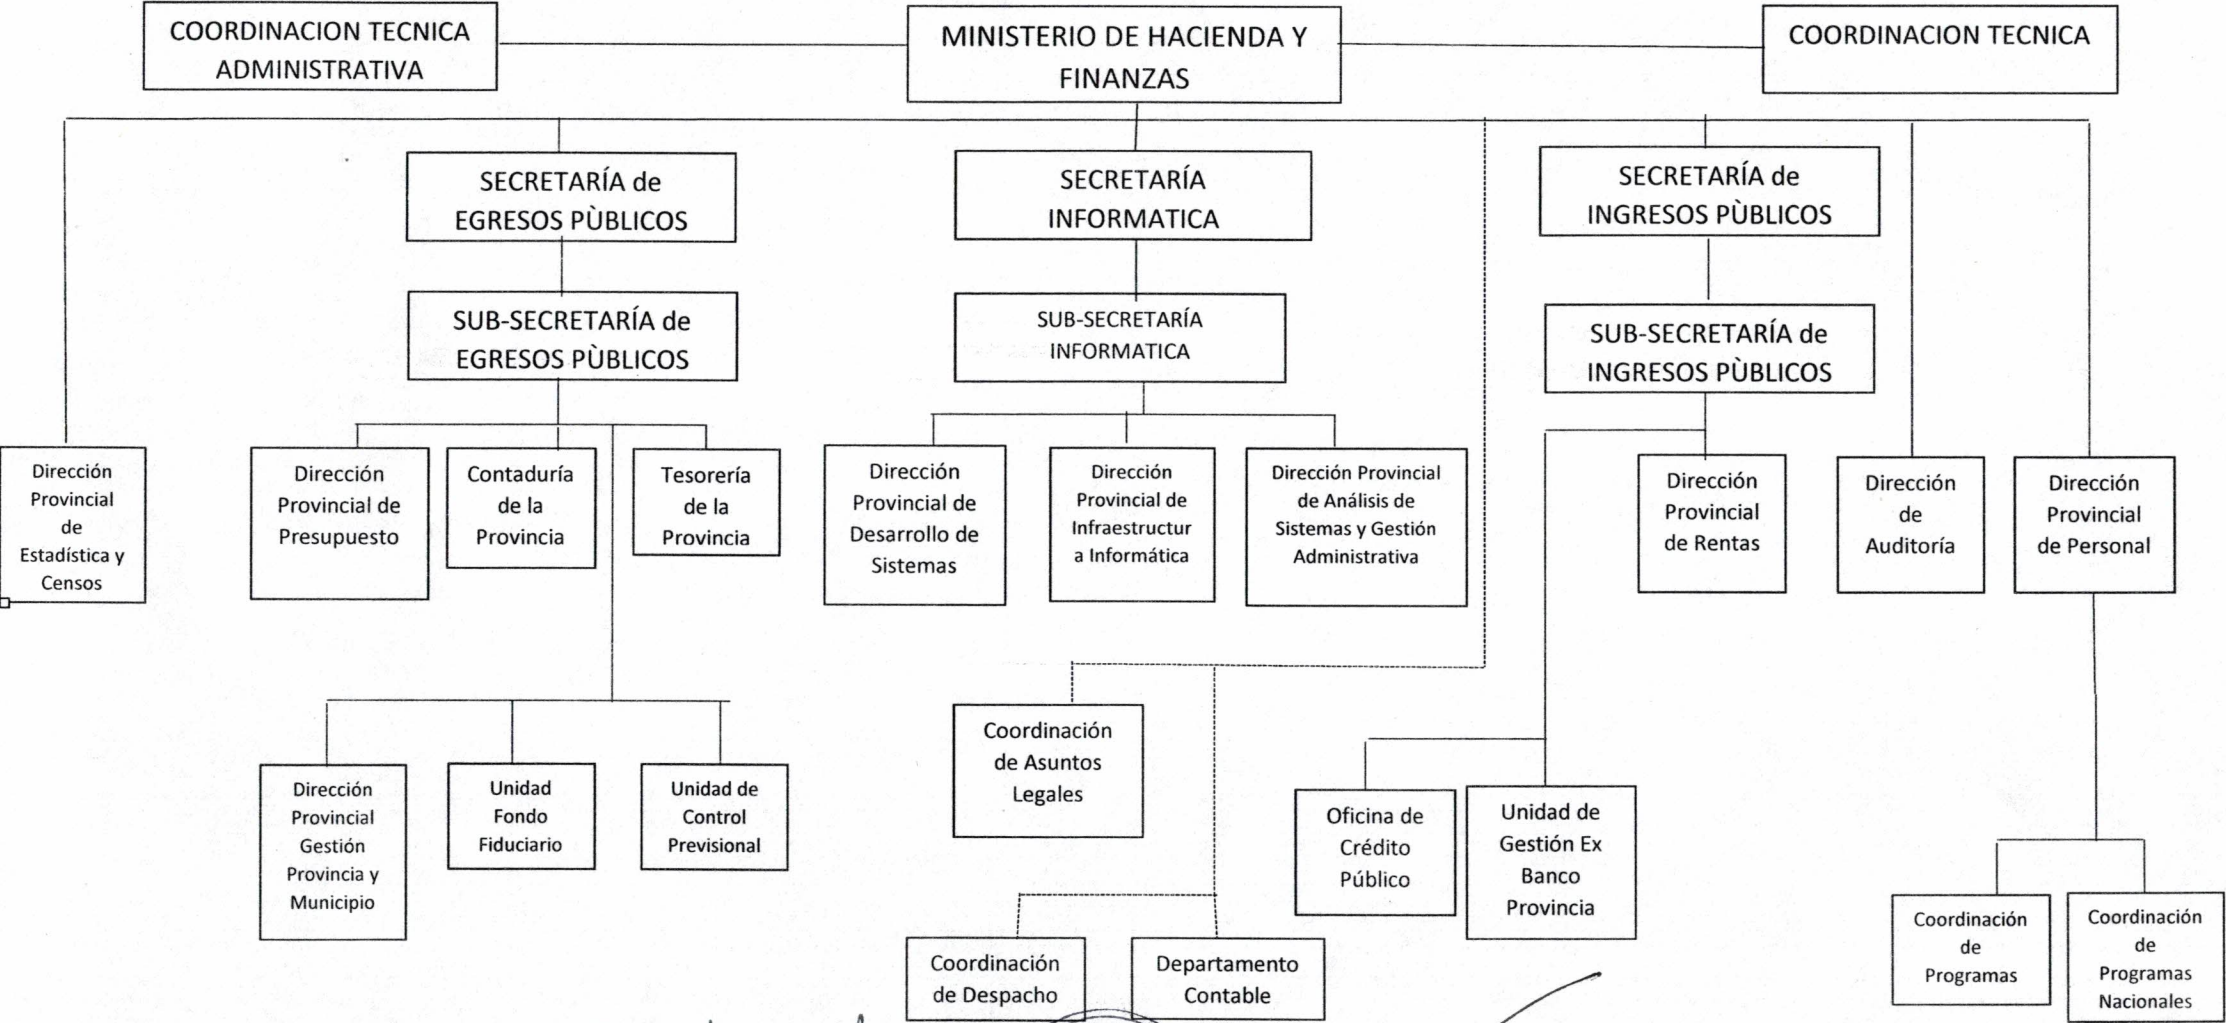 COORDINACION TECNICA
ADMINISTRATIVA
MINISTERIO DE HACIENDA Y
FINANZAS
COORDINACION TECNICA
SECRETARÍA de
EGRESOS PÙBLICOS
SECRETARÍA
INFORMATICA
SECRETARÍA de
INGRESOS PÙBLICOS
SUB-SECRETARÍA de
EGRESOS PÙBLICOS
SUB-SECRETARÍA
INFORMATICA
SUB-SECRETARÍA de
INGRESOS PÙBLICOS
Dirección
Provincial
de
Estadística y
Censos
Dirección
Provincial de
Presupuesto
Contaduría
de la
Provincia
Tesorería
de la
Provincia
Dirección
Provincial de
Desarrollo de
Sistemas
Dirección
Provincial de
Infraestructur
a Informática
Dirección Provincial
de Análisis de
Sistemas y Gestión
Administrativa
Dirección
Provincial
de Rentas
Dirección
de
Auditoría
Dirección
Provincial
de Personal
Dirección
Provincial
Gestión
Provincia y
Municipio
Unidad
Fondo
Fiduciario
Unidad de
Control
Previsional
Coordinación
de Asuntos
Legales
Oficina de
Crédito
Público
Unidad de
Gestión Ex
Banco
Provincia
Coordinación
de Despacho
Departamento
Contable
Coordinación
de
Programas
Coordinación
de
Programas
Nacionales